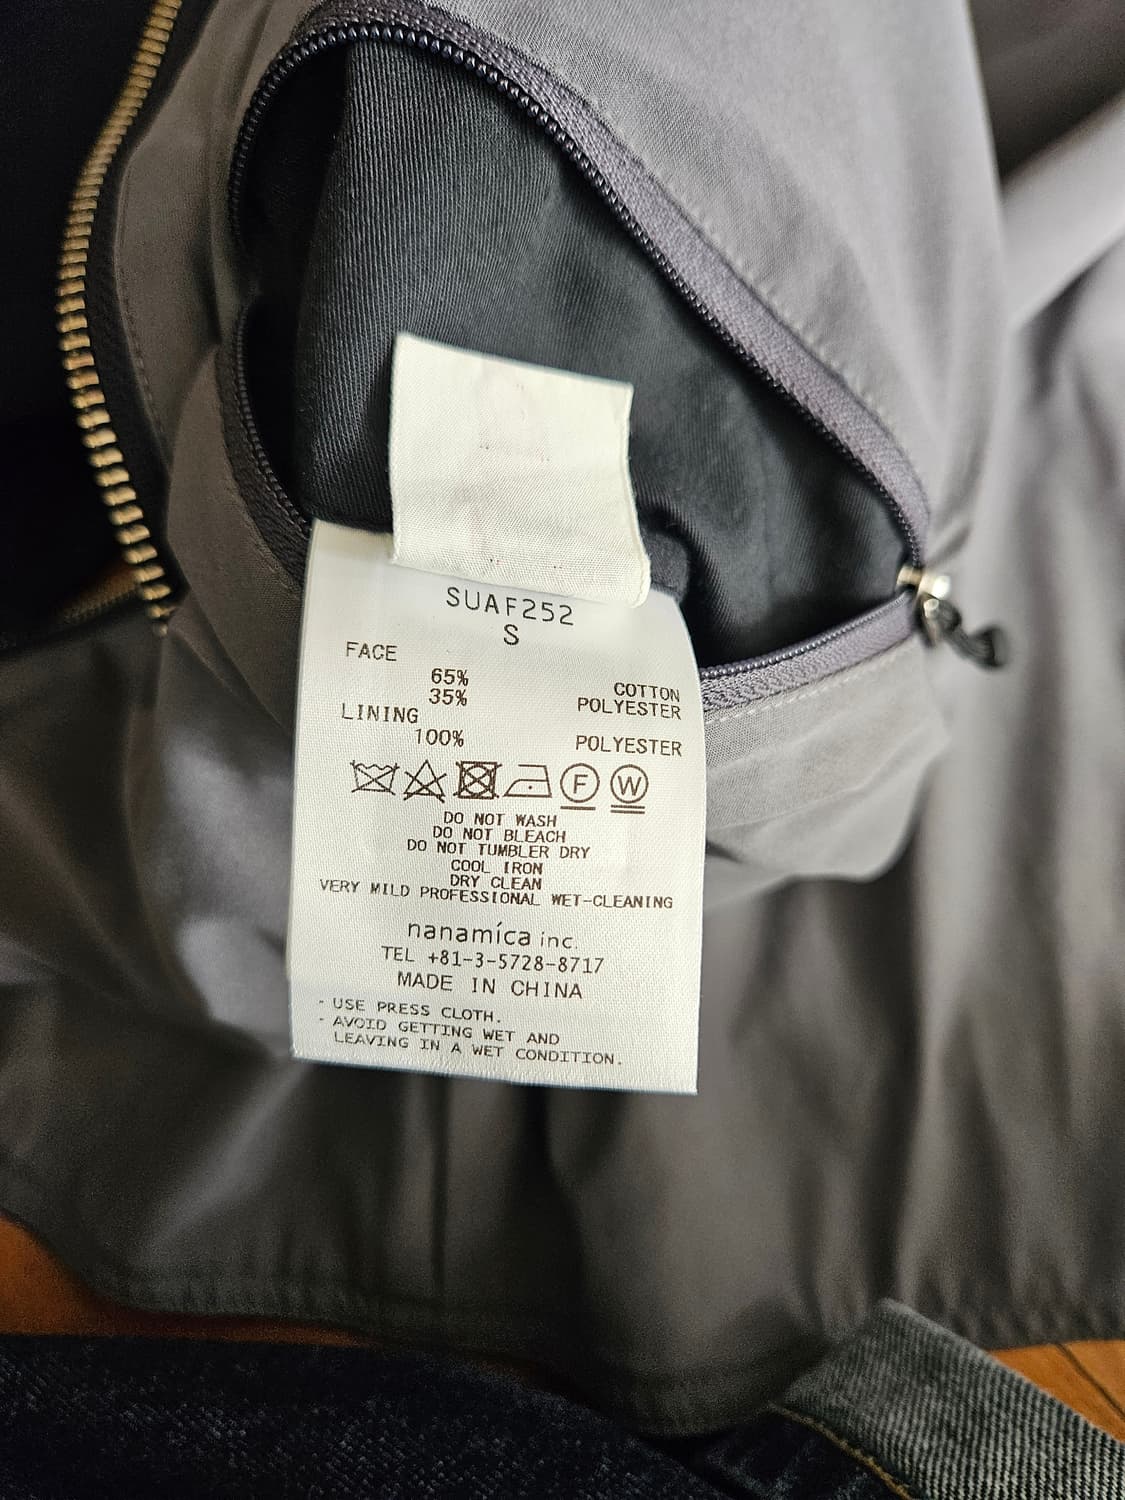 SUAF252
S
FACE
65% COTTON
35% POLYESTER
LINING
100% POLYESTER
F W
DO NOT WASH
DO NOT BLEACH
DO NOT TUMBLER DRY
COOL IRON
DRY CLEAN
VERY MILD PROFESSIONAL WET-CLEANING
nanamíca inc.
TEL +81-3-5728-8717
MADE IN CHINA
- USE PRESS CLOTH.
- AVOID GETTING WET AND
LEAVING IN A WET CONDITION.